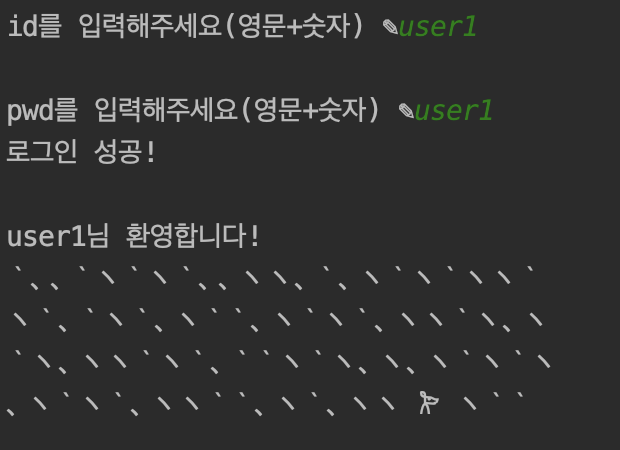 id를 입력해주세요(영문+숫자) ✎user1
pwd를 입력해주세요(영문+숫자) ✎user1
로그인 성공!
user1님 환영합니다!